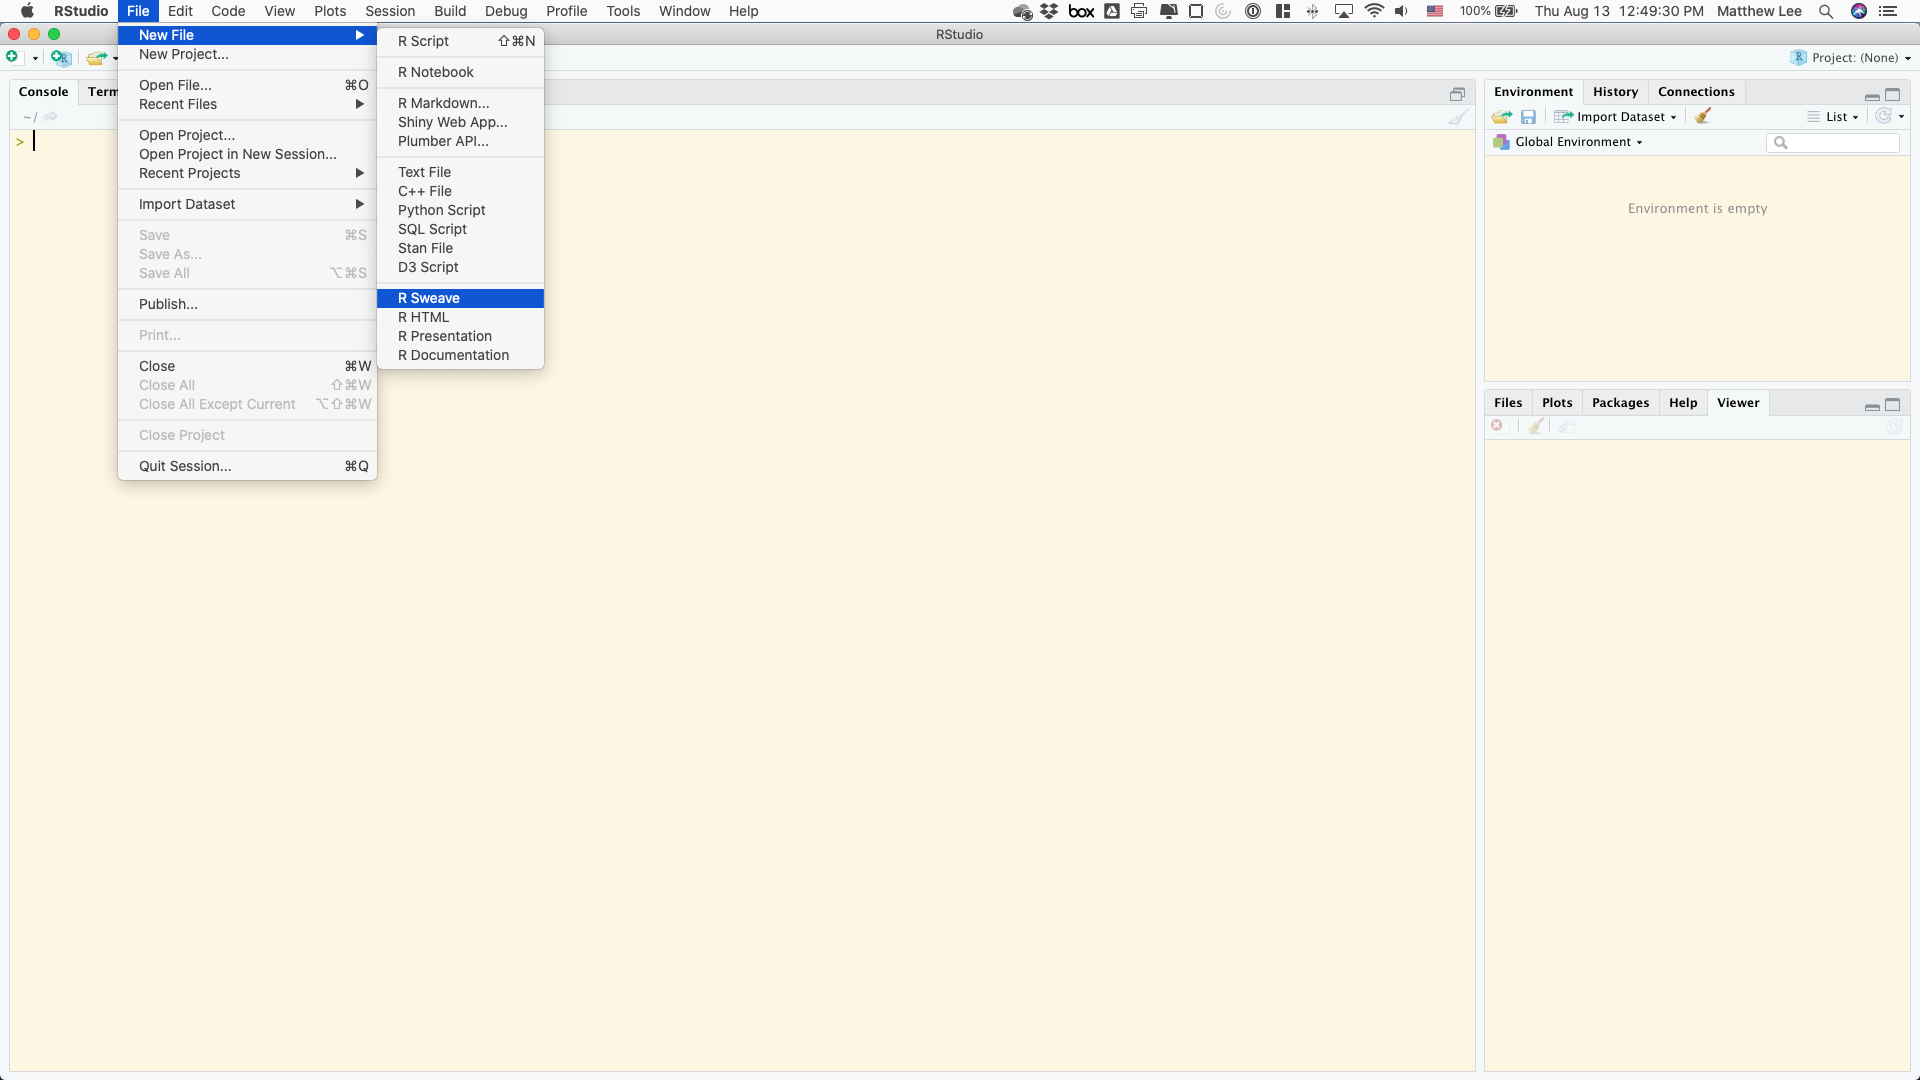 RStudio File Edit Code View Plots Session Build Debug Profile Tools Window Help box 100% Thu Aug 13 12:49:30 PM Matthew Lee
RStudio
Project: (None)
New File
New Project...
Open File... ⌘O
Recent Files
Open Project...
Open Project in New Session...
Recent Projects
Import Dataset
Save ⌘S
Save As...
Save All ⌥⌘S
Publish...
Print...
Close ⌘W
Close All ⇧⌘W
Close All Except Current ⌥⇧⌘W
Close Project
Quit Session... ⌘Q
R Script ⇧⌘N
R Notebook
R Markdown...
Shiny Web App...
Plumber API...
Text File
C++ File
Python Script
SQL Script
Stan File
D3 Script
R Sweave
R HTML
R Presentation
R Documentation
Console Term
~/
>
Environment History Connections
Import Dataset List
Global Environment
Environment is empty
Files Plots Packages Help Viewer